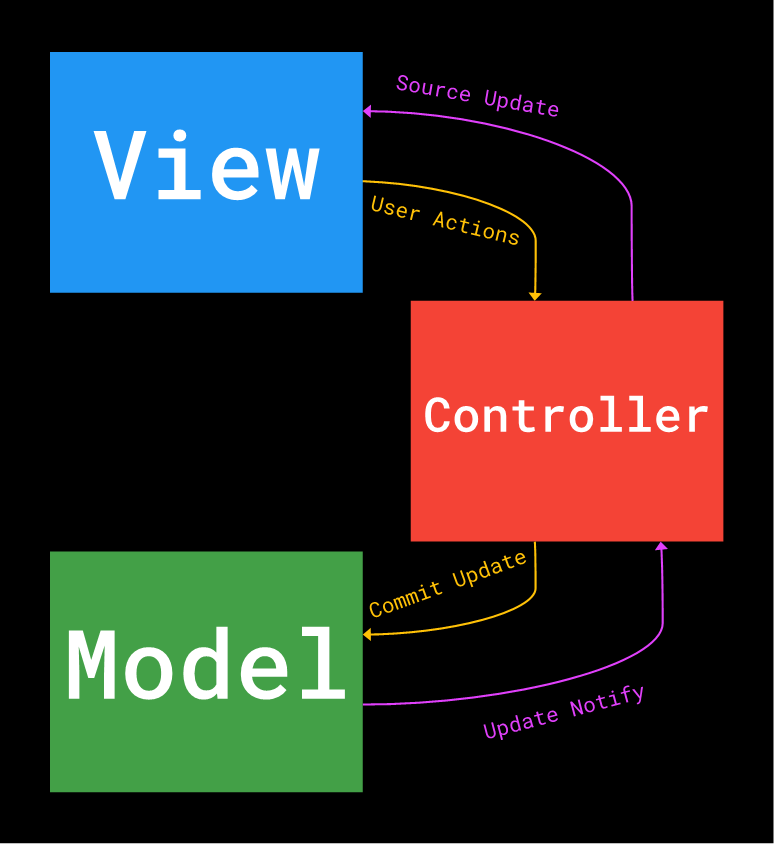 Source Update
View
User Actions
Controller
Commit Update
Model
Update Notify